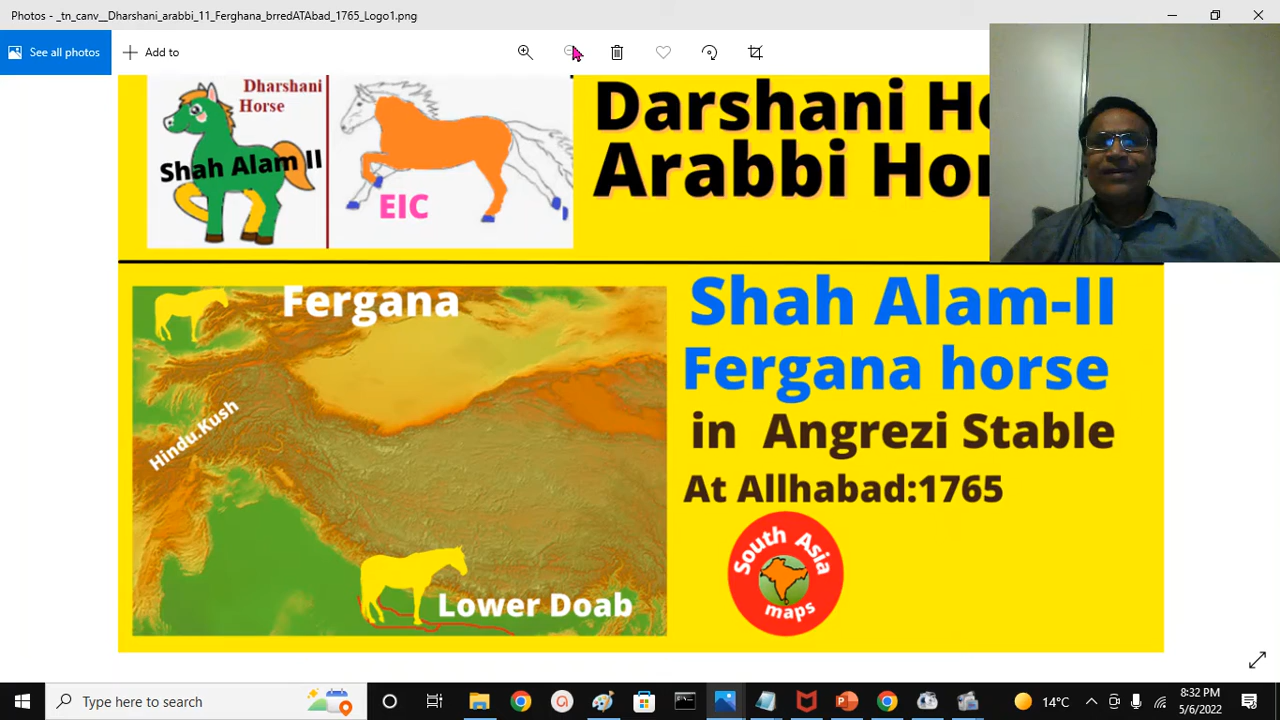 Photos - _tn_canv__Dharshani_arabbi_11_Ferghana_brredATAbad_1765_Logo1.png
See all photos
Add to
Dharshani
Horse
Shah Alam II
EIC
Darshani Ho
Arabbi Hor
Fergana
Hindu.Kush
Lower Doab
Shah Alam-II
Fergana horse
in Angrezi Stable
At Allhabad:1765
South Asia
maps
Type here to search
14°C
8:32 PM
5/6/2022